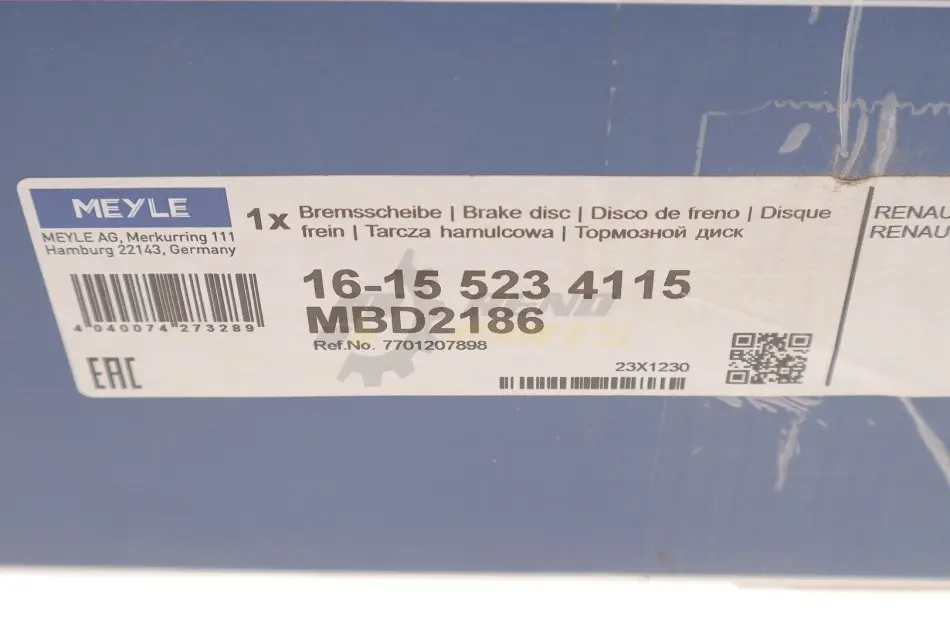 MEYLE
MEYLE AG, Merkurring 111
Hamburg 22143, Germany
4 040074 273289
EAC
1x
Bremsscheibe | Brake disc | Disco de freno | Disque
frein | Tarcza hamulcowa | Тормозной диск
16-15 523 4115
MBD2186
Ref.No. 7701207898
23X1230
RENAU
RENAU